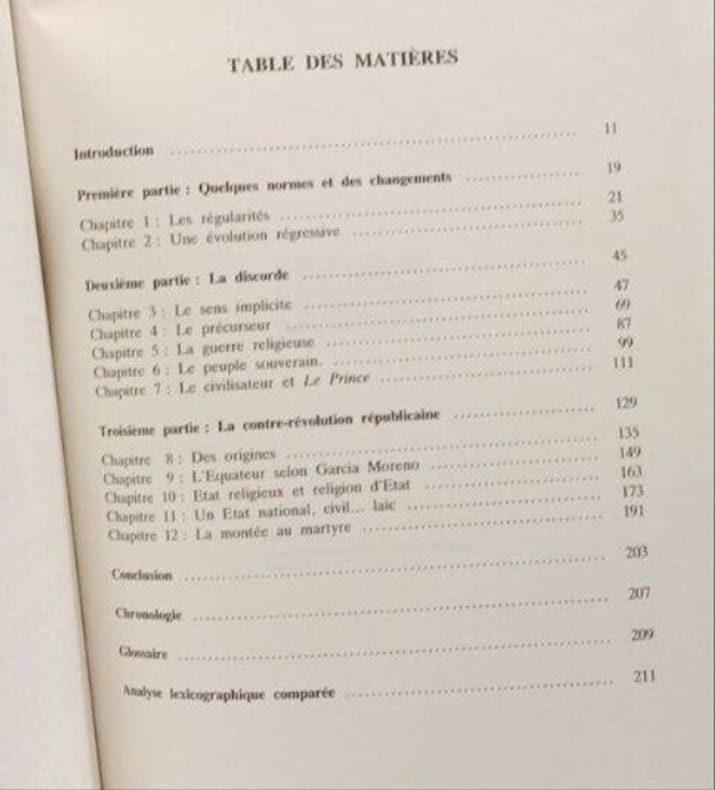 TABLE DES MATIÈRES
Introduction ........ 11
Première partie : Quelques normes et des changements ........ 19
Chapitre 1 : Les régularités ........ 21
Chapitre 2 : Une évolution régressive ........ 35
Deuxième partie : La discorde ........ 45
Chapitre 3 : Le sens implicite ........ 47
Chapitre 4 : Le précurseur ........ 69
Chapitre 5 : La guerre religieuse ........ 87
Chapitre 6 : Le peuple souverain. ........ 99
Chapitre 7 : Le civilisateur et Le Prince ........ 111
Troisième partie : La contre-révolution républicaine ........ 129
Chapitre 8 : Des origines ........ 135
Chapitre 9 : L'Equateur selon Garcia Moreno ........ 149
Chapitre 10 : Etat religieux et religion d'Etat ........ 163
Chapitre 11 : Un Etat national, civil... laïc ........ 173
Chapitre 12 : La montée au martyre ........ 191
Conclusion ........ 203
Chronologie ........ 207
Glossaire ........ 209
Analyse lexicographique comparée ........ 211